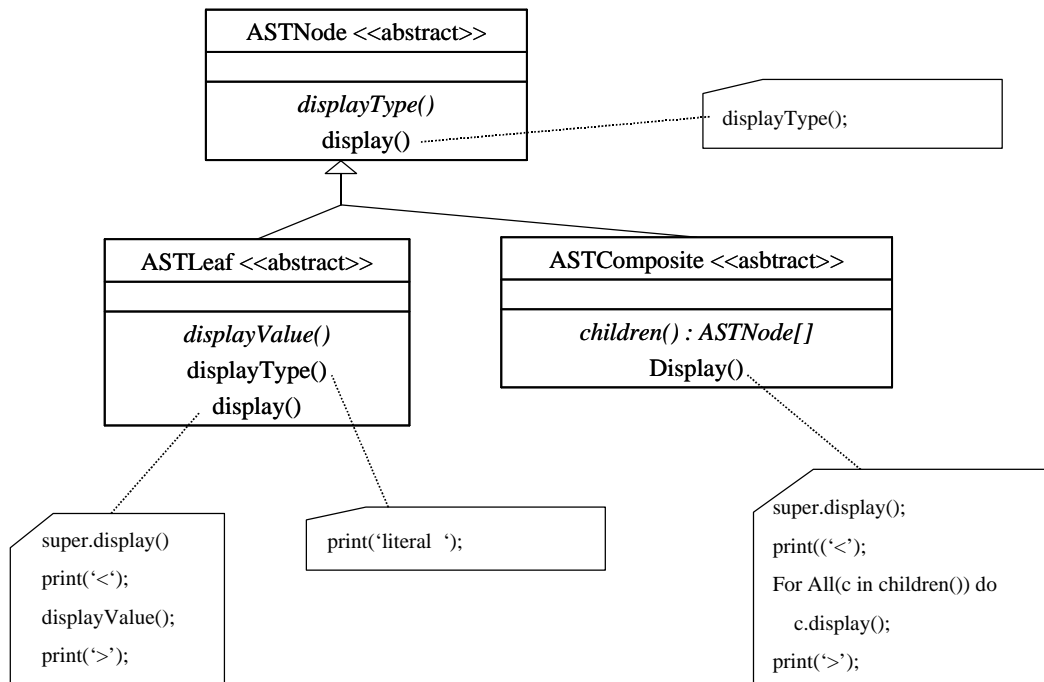 ASTNode <<abstract>>
displayType()
display()
displayType();
ASTLeaf <<abstract>>
displayValue()
displayType()
display()
ASTComposite <<asbtract>>
children() : ASTNode[]
Display()
super.display()
print(‘<‘);
displayValue();
print(‘>’);
print(‘literal ‘);
super.display();
print((‘<’);
For All(c in children()) do
c.display();
print(‘>’);